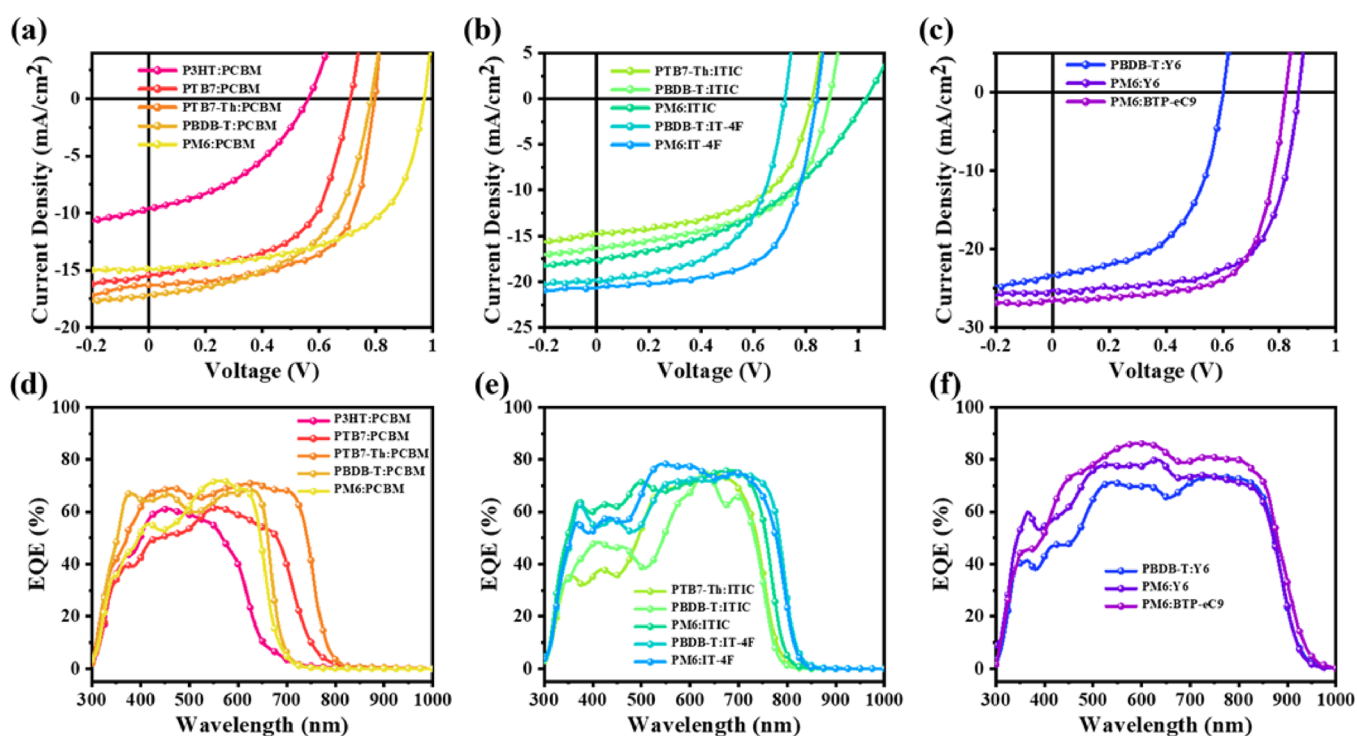 (a)
P3HT:PCBM
PTB7:PCBM
PTB7-Th:PCBM
PBDB-T:PCBM
PM6:PCBM
0
-5
-10
-15
-20
Current Density (mA/cm²)
-0.2 0 0.2 0.4 0.6 0.8 1
Voltage (V)
(b)
PTB7-Th:ITIC
PBDB-T:ITIC
PM6:ITIC
PBDB-T:IT-4F
PM6:IT-4F
5
0
-5
-10
-15
-20
-25
Current Density (mA/cm²)
-0.2 0 0.2 0.4 0.6 0.8 1
Voltage (V)
(c)
PBDB-T:Y6
PM6:Y6
PM6:BTP-eC9
0
-10
-20
-30
Current Density (mA/cm²)
-0.2 0 0.2 0.4 0.6 0.8 1
Voltage (V)
(d)
P3HT:PCBM
PTB7:PCBM
PTB7-Th:PCBM
PBDB-T:PCBM
PM6:PCBM
100
80
60
40
20
0
EQE (%)
300 400 500 600 700 800 900 1000
Wavelength (nm)
(e)
PTB7-Th:ITIC
PBDB-T:ITIC
PM6:ITIC
PBDB-T:IT-4F
PM6:IT-4F
100
80
60
40
20
0
EQE (%)
300 400 500 600 700 800 900 1000
Wavelength (nm)
(f)
PBDB-T:Y6
PM6:Y6
PM6:BTP-eC9
100
80
60
40
20
0
EQE (%)
300 400 500 600 700 800 900 1000
Wavelength (nm)